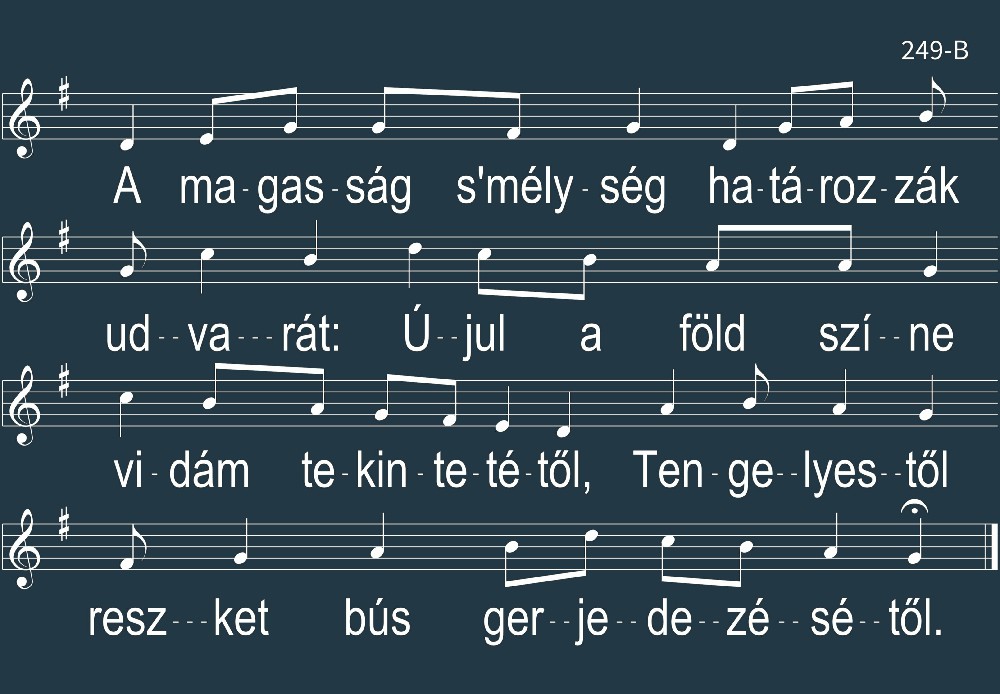 249-B
A ma-gas-ság s'mély-ség ha-tá-roz-zák
ud--va---rát: Ú--jul a föld szí--ne
vi-dám te-kin-te-té-től, Ten-ge--lyes--től
resz---ket bús ger--je--de--zé--sé--től.